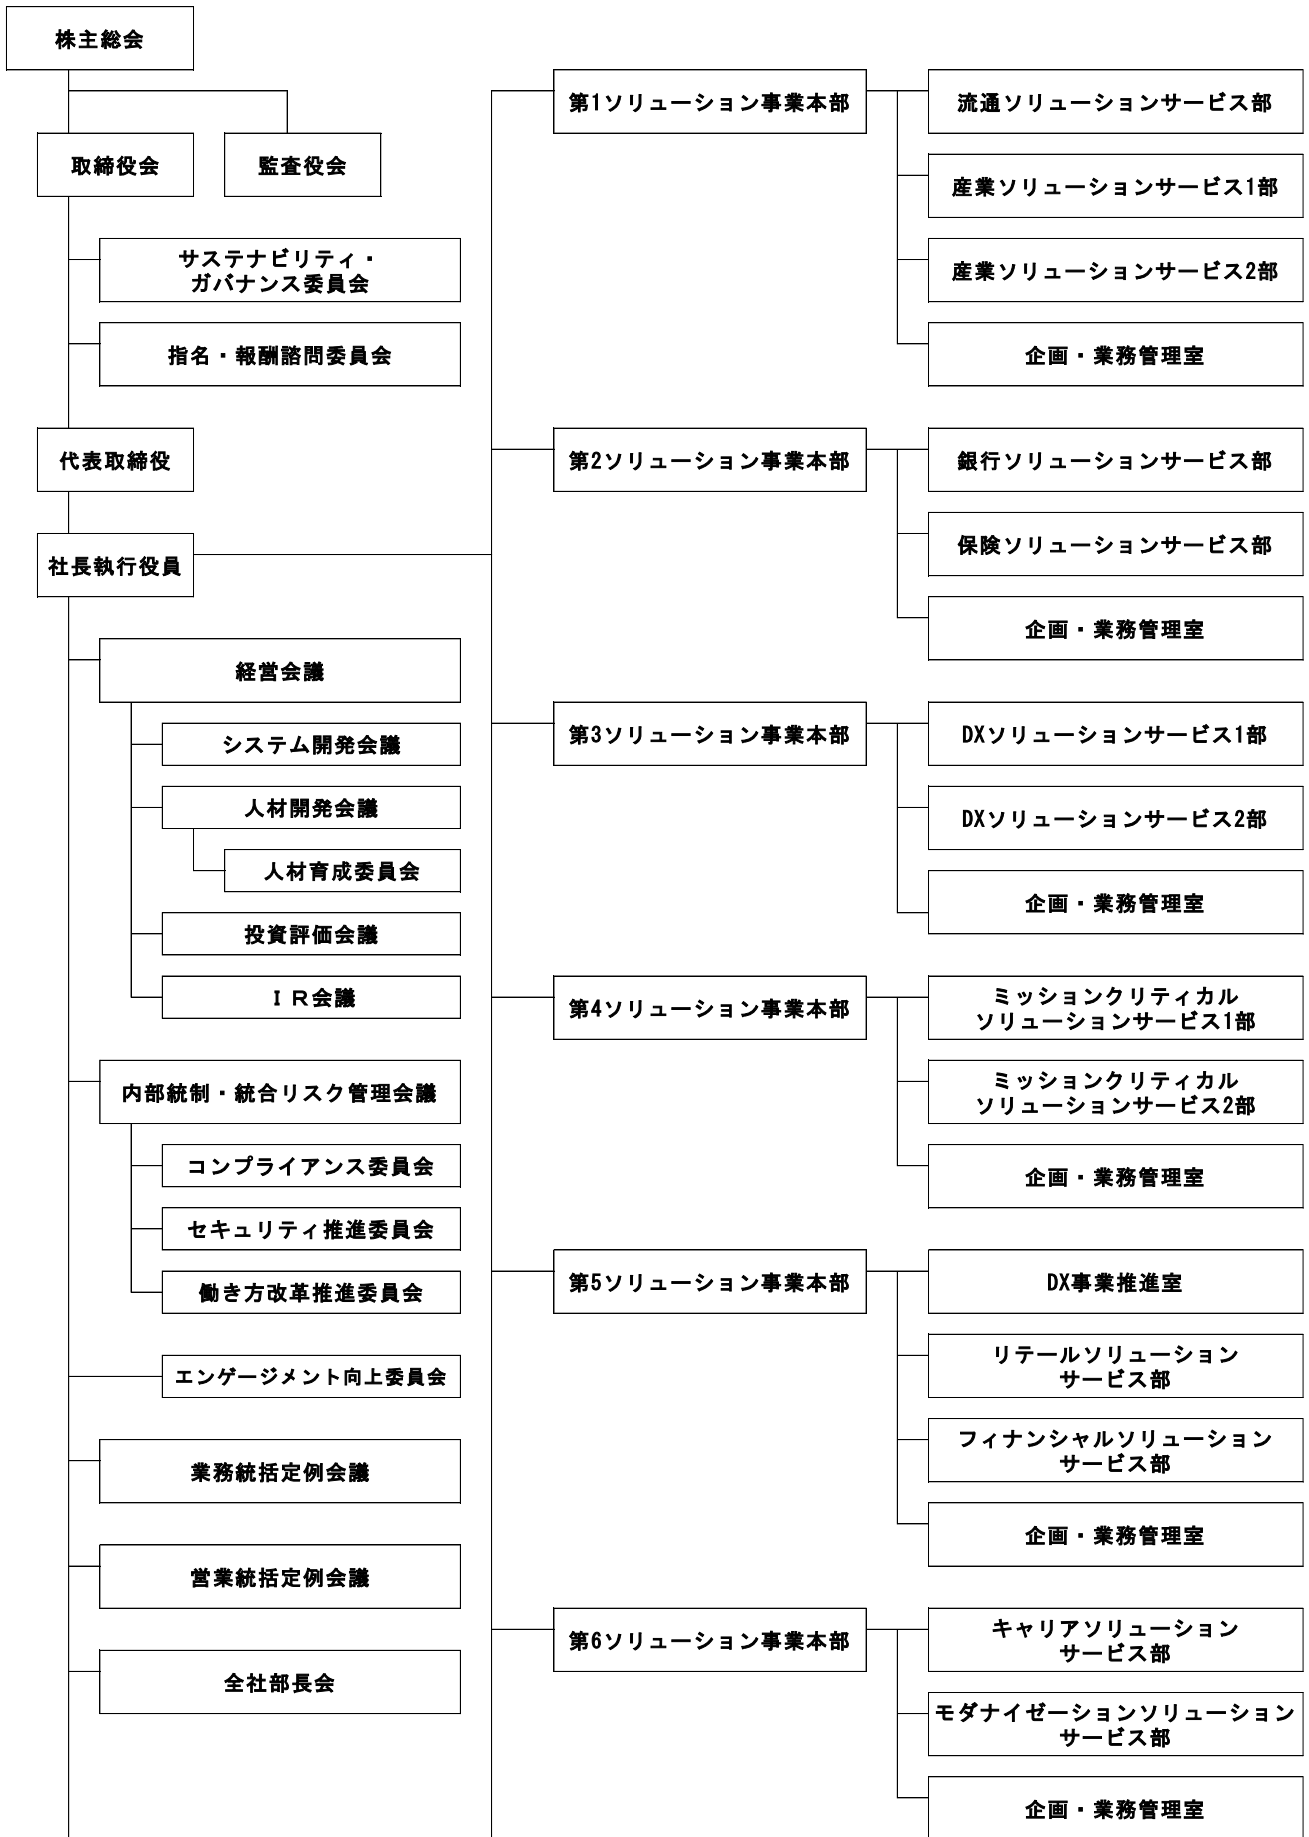 株主総会
取締役会
監査役会
サステナビリティ・
ガバナンス委員会
指名・報酬諮問委員会
代表取締役
社長執行役員
経営会議
システム開発会議
人材開発会議
人材育成委員会
投資評価会議
ＩＲ会議
内部統制・統合リスク管理会議
コンプライアンス委員会
セキュリティ推進委員会
働き方改革推進委員会
エンゲージメント向上委員会
業務統括定例会議
営業統括定例会議
全社部長会
第1ソリューション事業本部
流通ソリューションサービス部
産業ソリューションサービス1部
産業ソリューションサービス2部
企画・業務管理室
第2ソリューション事業本部
銀行ソリューションサービス部
保険ソリューションサービス部
企画・業務管理室
第3ソリューション事業本部
DXソリューションサービス1部
DXソリューションサービス2部
企画・業務管理室
第4ソリューション事業本部
ミッションクリティカル
ソリューションサービス1部
ミッションクリティカル
ソリューションサービス2部
企画・業務管理室
第5ソリューション事業本部
DX事業推進室
リテールソリューション
サービス部
フィナンシャルソリューション
サービス部
企画・業務管理室
第6ソリューション事業本部
キャリアソリューション
サービス部
モダナイゼーションソリューション
サービス部
企画・業務管理室